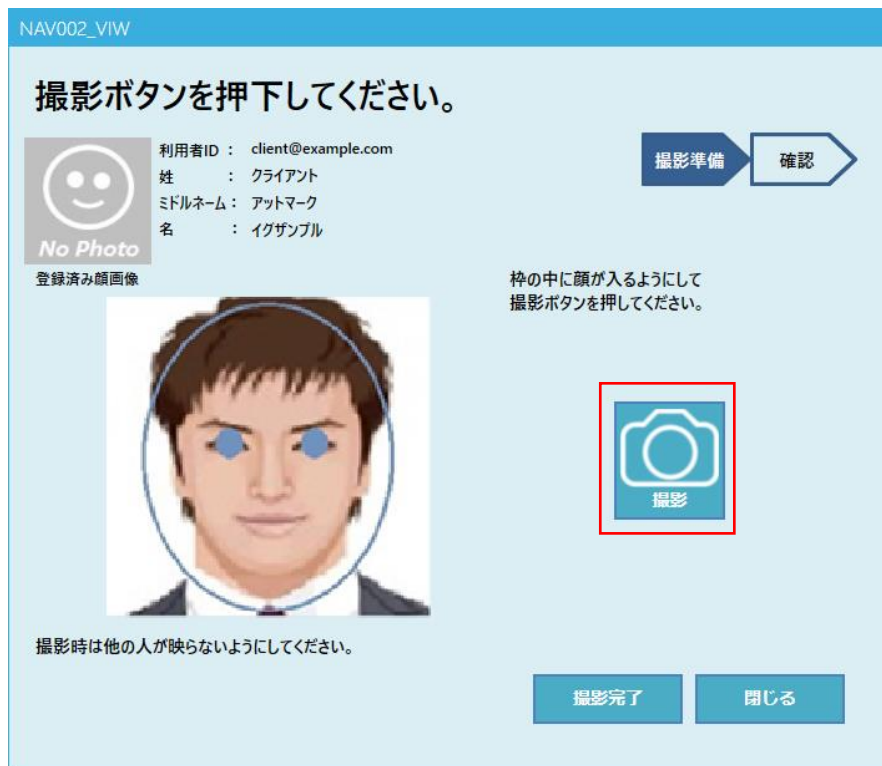 NAV002_VIW
撮影ボタンを押下してください。
No Photo
利用者ID : client@example.com
姓 : クライアント
ミドルネーム : アットマーク
名 : イグザンプル
撮影準備
確認
登録済み顔画像
枠の中に顔が入るようにして
撮影ボタンを押してください。
撮影
撮影時は他の人が映らないようにしてください。
撮影完了
閉じる